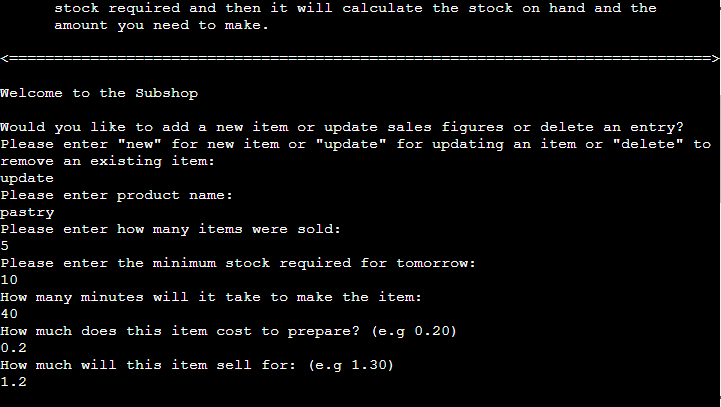 stock required and then it will calculate the stock on hand and the
amount you need to make.
<==============================================================================>
Welcome to the Subshop
Would you like to add a new item or update sales figures or delete an entry?
Please enter "new" for new item or "update" for updating an item or "delete" to
remove an existing item:
update
Please enter product name:
pastry
Please enter how many items were sold:
5
Please enter the minimum stock required for tomorrow:
10
How many minutes will it take to make the item:
40
How much does this item cost to prepare? (e.g 0.20)
0.2
How much will this item sell for: (e.g 1.30)
1.2